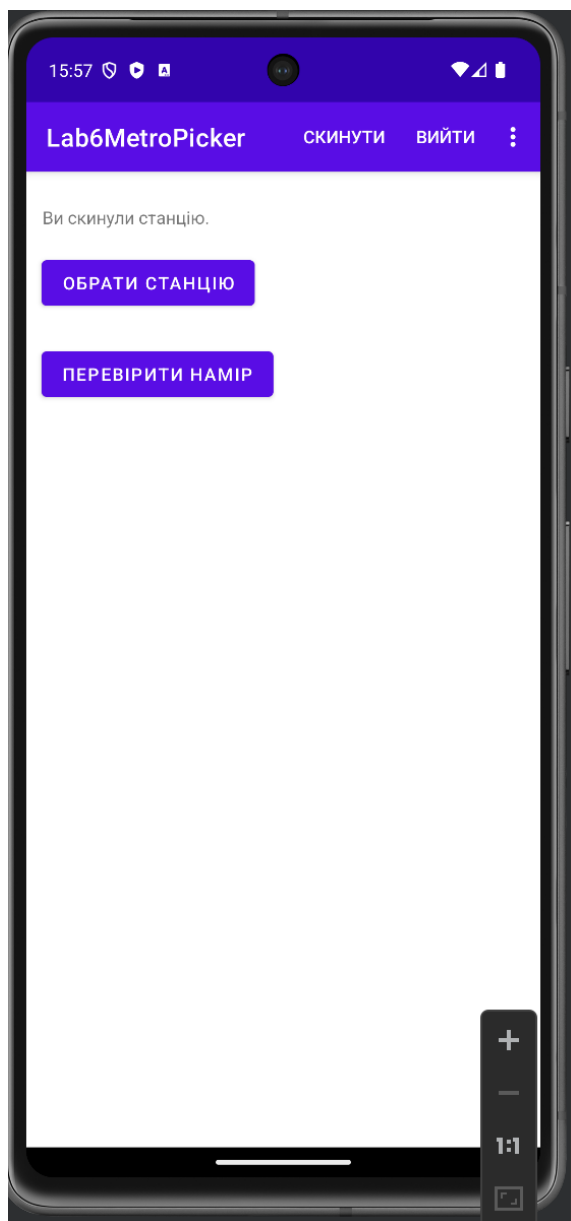 15:57
Lab6MetroPicker СКИНУТИ ВИЙТИ
Ви скинули станцію.
ОБРАТИ СТАНЦІЮ
ПЕРЕВІРИТИ НАМІР
1:1